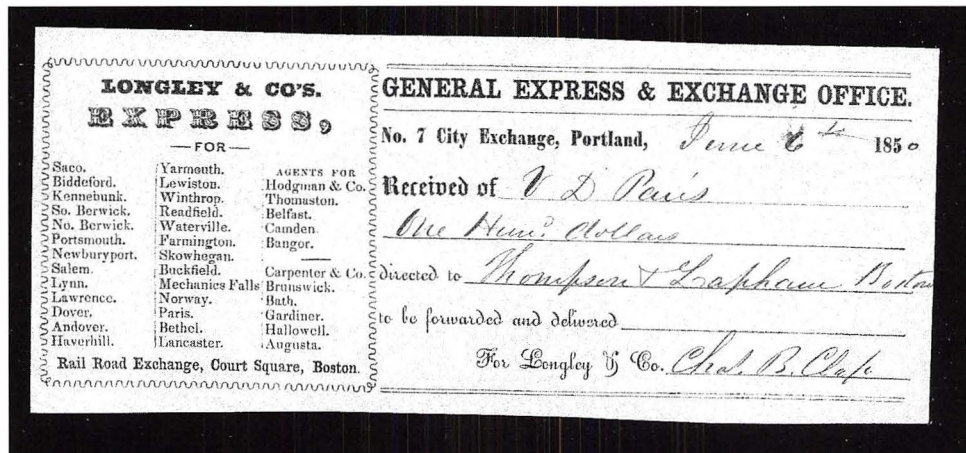 LONGLEY & CO'S.
EXPRESS,
—FOR—
Saco.
Biddeford.
Kennebunk.
So. Berwick.
No. Berwick.
Portsmouth.
Newburyport.
Salem.
Lynn.
Lawrence.
Dover.
Andover.
Haverhill.
Yarmouth.
Lewiston.
Winthrop.
Readfield.
Waterville.
Farmington.
Skowhegan.
Buckfield.
Mechanics Falls
Norway.
Paris.
Bethel.
Lancaster.
AGENTS FOR
Hodgman & Co.
Thomaston.
Belfast.
Camden.
Bangor.
Carpenter & Co.
Brunswick.
Bath.
Gardiner.
Hallowell.
Augusta.
Rail Road Exchange, Court Square, Boston.
GENERAL EXPRESS & EXCHANGE OFFICE.
No. 7 City Exchange, Portland, June 6th 1850
Received of V D Paris
One Hund. dollars
directed to Thompson & Lapham Boston
to be forwarded and delivered
For Longley & Co. Chas. B. Clap